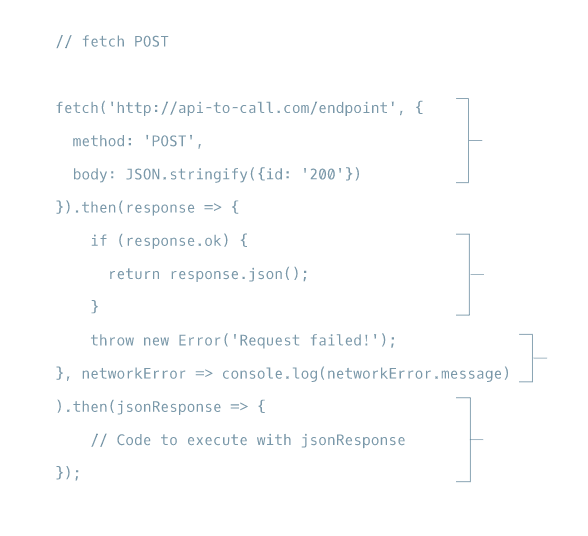 // fetch POST
fetch('http://api-to-call.com/endpoint', {
  method: 'POST',
  body: JSON.stringify({id: '200'})
}).then(response => {
    if (response.ok) {
      return response.json();
    }
    throw new Error('Request failed!');
}, networkError => console.log(networkError.message)
).then(jsonResponse => {
    // Code to execute with jsonResponse
});